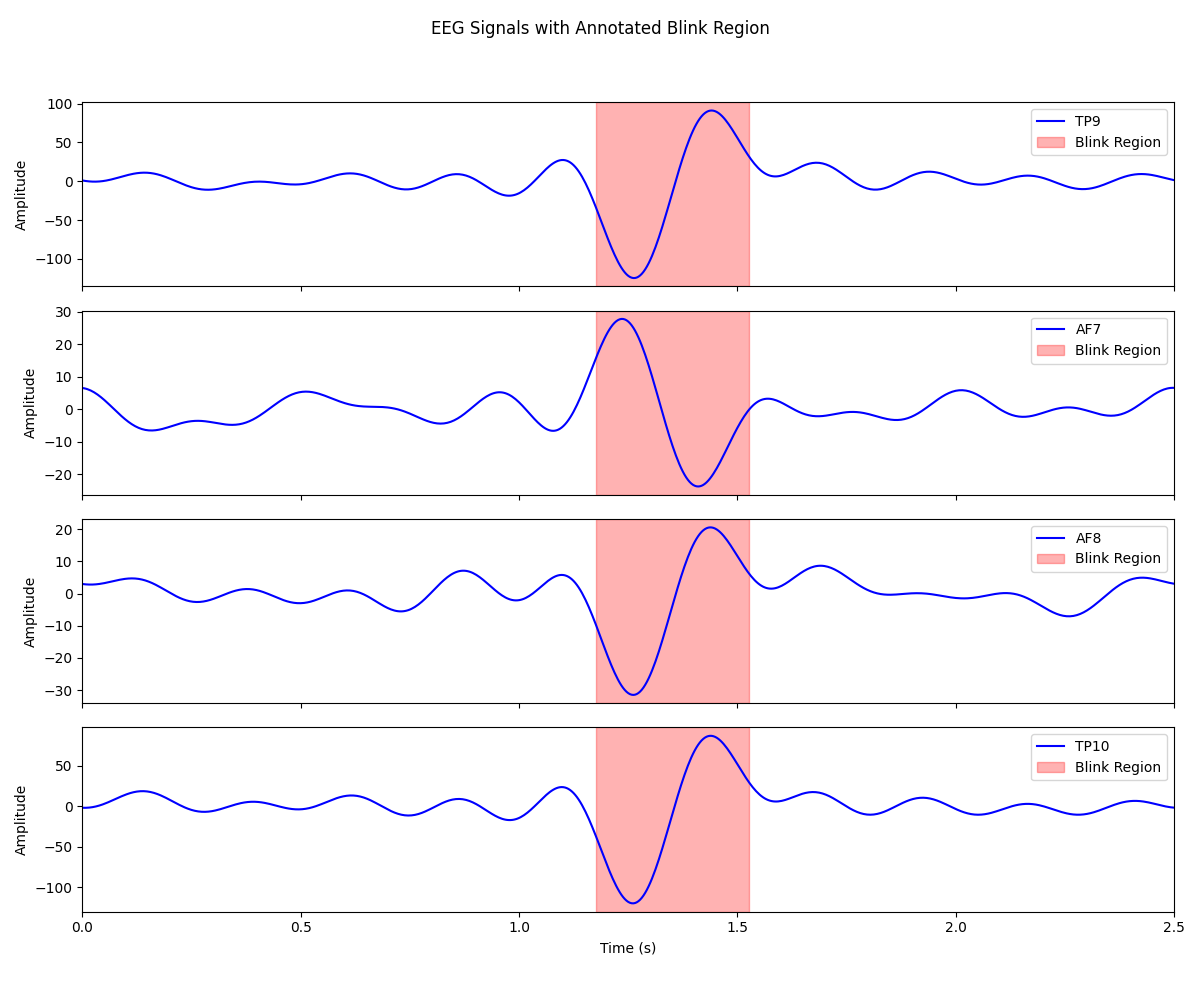 EEG Signals with Annotated Blink Region
100
50
0
−50
−100
Amplitude
TP9
Blink Region
30
20
10
0
−10
−20
Amplitude
AF7
Blink Region
20
10
0
−10
−20
−30
Amplitude
AF8
Blink Region
50
0
−50
−100
Amplitude
TP10
Blink Region
0.0 0.5 1.0 1.5 2.0 2.5
Time (s)